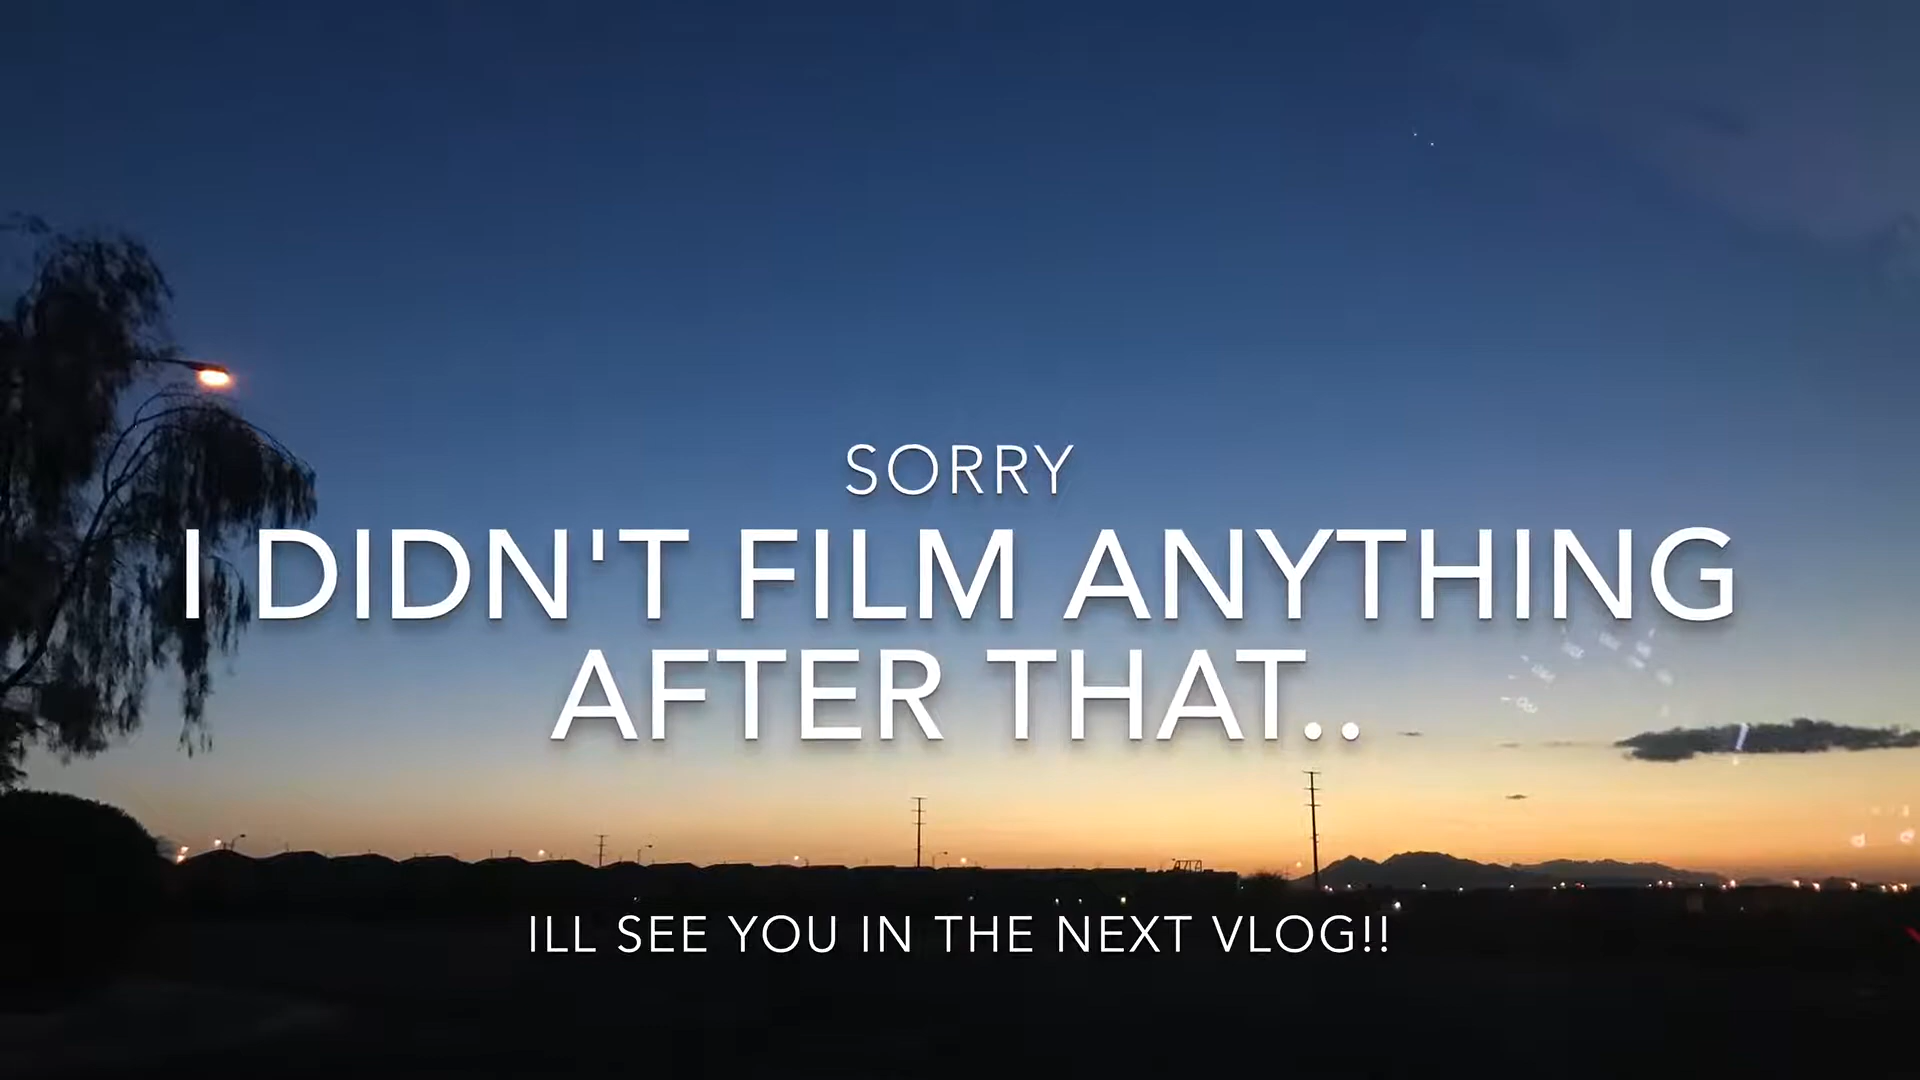 SORRY
I DIDN'T FILM ANYTHING
AFTER THAT..
ILL SEE YOU IN THE NEXT VLOG!!